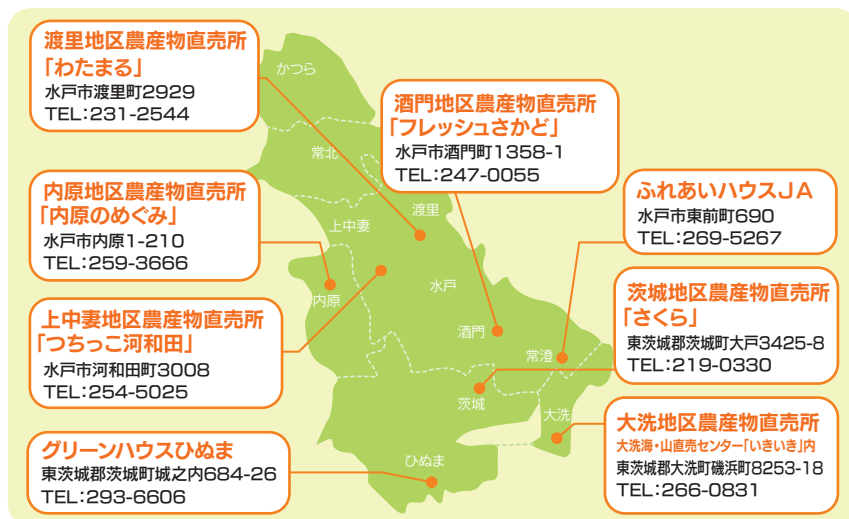 渡里地区農産物直売所
「わたまる」
水戸市渡里町2929
TEL:231-2544
酒門地区農産物直売所
「フレッシュさかど」
水戸市酒門町1358-1
TEL:247-0055
内原地区農産物直売所
「内原のめぐみ」
水戸市内原1-210
TEL:259-3666
ふれあいハウスJA
水戸市東前町690
TEL:269-5267
上中妻地区農産物直売所
「つちっこ河和田」
水戸市河和田町3008
TEL:254-5025
茨城地区農産物直売所
「さくら」
東茨城郡茨城町大戸3425-8
TEL:219-0330
グリーンハウスひぬま
東茨城郡茨城町城之内684-26
TEL:293-6606
大洗地区農産物直売所
大洗海・山直売センター「いきいき」内
東茨城郡大洗町磯浜町8253-18
TEL:266-0831
かつら
常北
上中妻
渡里
水戸
内原
酒門
常澄
茨城
大洗
ひぬま